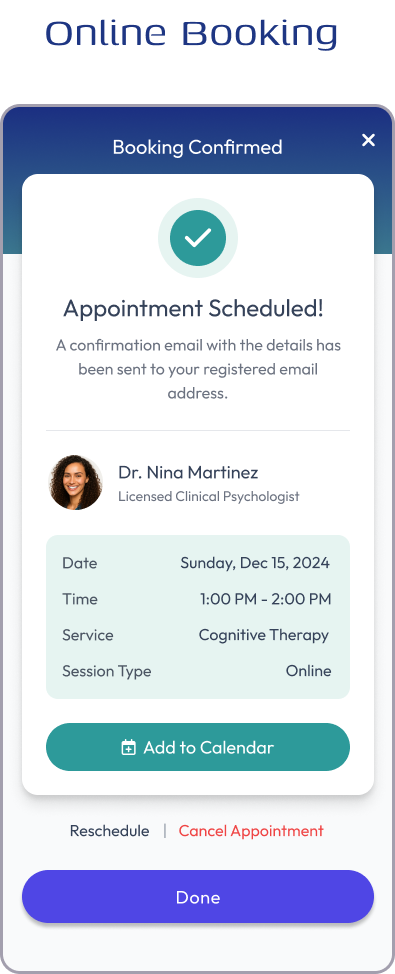 Online Booking
Booking Confirmed
Appointment Scheduled!
A confirmation email with the details has
been sent to your registered email
address.
Dr. Nina Martinez
Licensed Clinical Psychologist
Date Sunday, Dec 15, 2024
Time 1:00 PM - 2:00 PM
Service Cognitive Therapy
Session Type Online
Add to Calendar
Reschedule | Cancel Appointment
Done